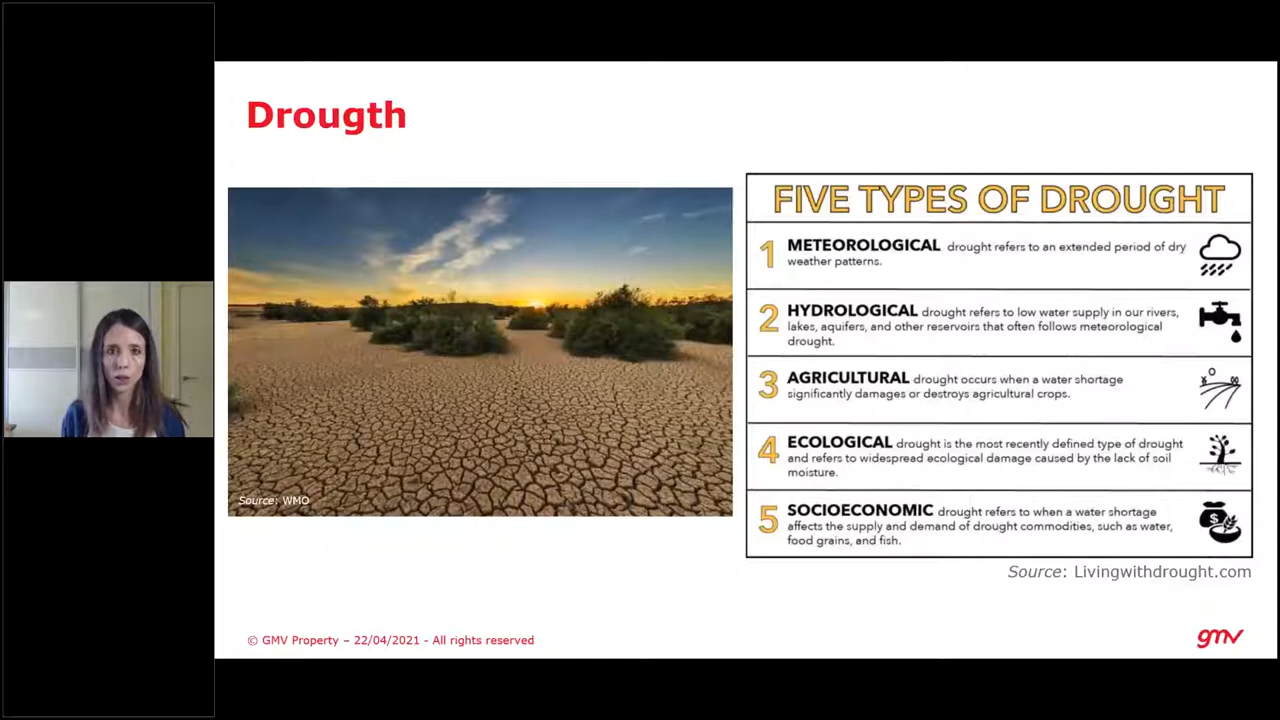 Drougth
Source: WMO
FIVE TYPES OF DROUGHT
1 METEOROLOGICAL drought refers to an extended period of dry
weather patterns.
2 HYDROLOGICAL drought refers to low water supply in our rivers,
lakes, aquifers, and other reservoirs that often follows meteorological
drought.
3 AGRICULTURAL drought occurs when a water shortage
significantly damages or destroys agricultural crops.
4 ECOLOGICAL drought is the most recently defined type of drought
and refers to widespread ecological damage caused by the lack of soil
moisture.
5 SOCIOECONOMIC drought refers to when a water shortage
affects the supply and demand of drought commodities, such as water,
food grains, and fish.
$
Source: Livingwithdrought.com
© GMV Property – 22/04/2021 - All rights reserved
gmv